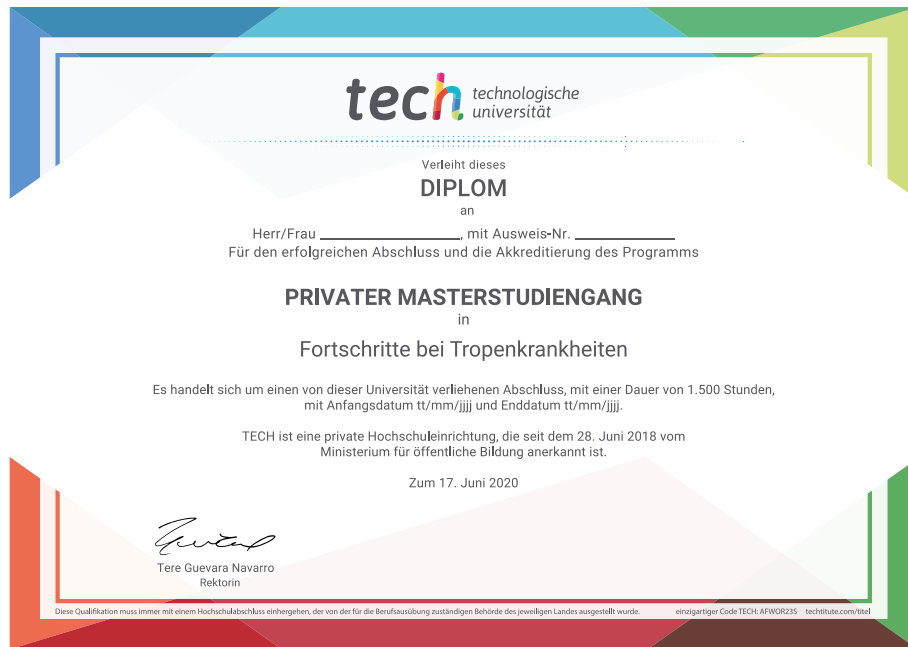 tech technologische
universität
Verleiht dieses
DIPLOM
an
Herr/Frau ____________________, mit Ausweis-Nr. ______________
Für den erfolgreichen Abschluss und die Akkreditierung des Programms
PRIVATER MASTERSTUDIENGANG
in
Fortschritte bei Tropenkrankheiten
Es handelt sich um einen von dieser Universität verliehenen Abschluss, mit einer Dauer von 1.500 Stunden,
mit Anfangsdatum tt/mm/jjjj und Enddatum tt/mm/jjjj.
TECH ist eine private Hochschuleinrichtung, die seit dem 28. Juni 2018 vom
Ministerium für öffentliche Bildung anerkannt ist.
Zum 17. Juni 2020
Tere Guevara Navarro
Rektorin
Diese Qualifikation muss immer mit einem Hochschulabschluss einhergehen, der von der für die Berufsausübung zuständigen Behörde des jeweiligen Landes ausgestellt wurde. einzigartiger Code TECH: AFWOR23S techtitute.com/titel